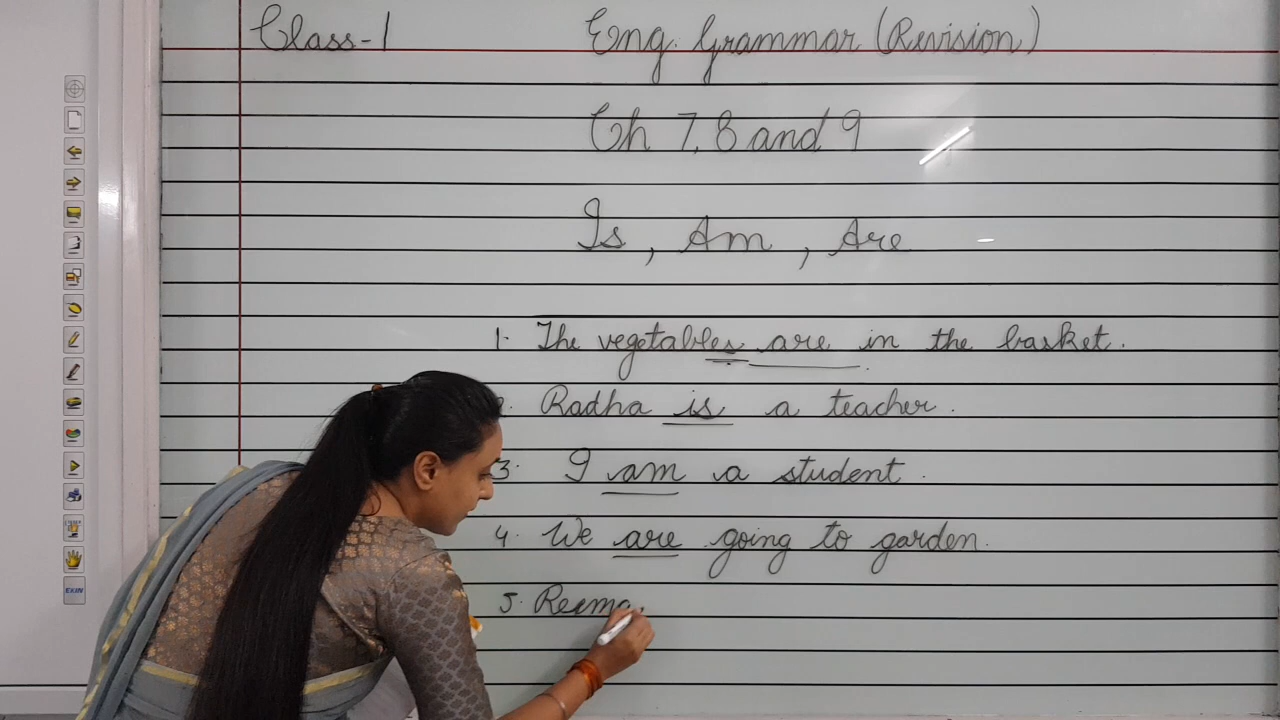 Class-1
Eng. Grammar (Revision)
Ch 7, 8 and 9
Is, Am, Are
1. The vegetables are in the basket.
2. Radha is a teacher.
3. I am a student.
4. We are going to garden.
5. Reema
EXIN